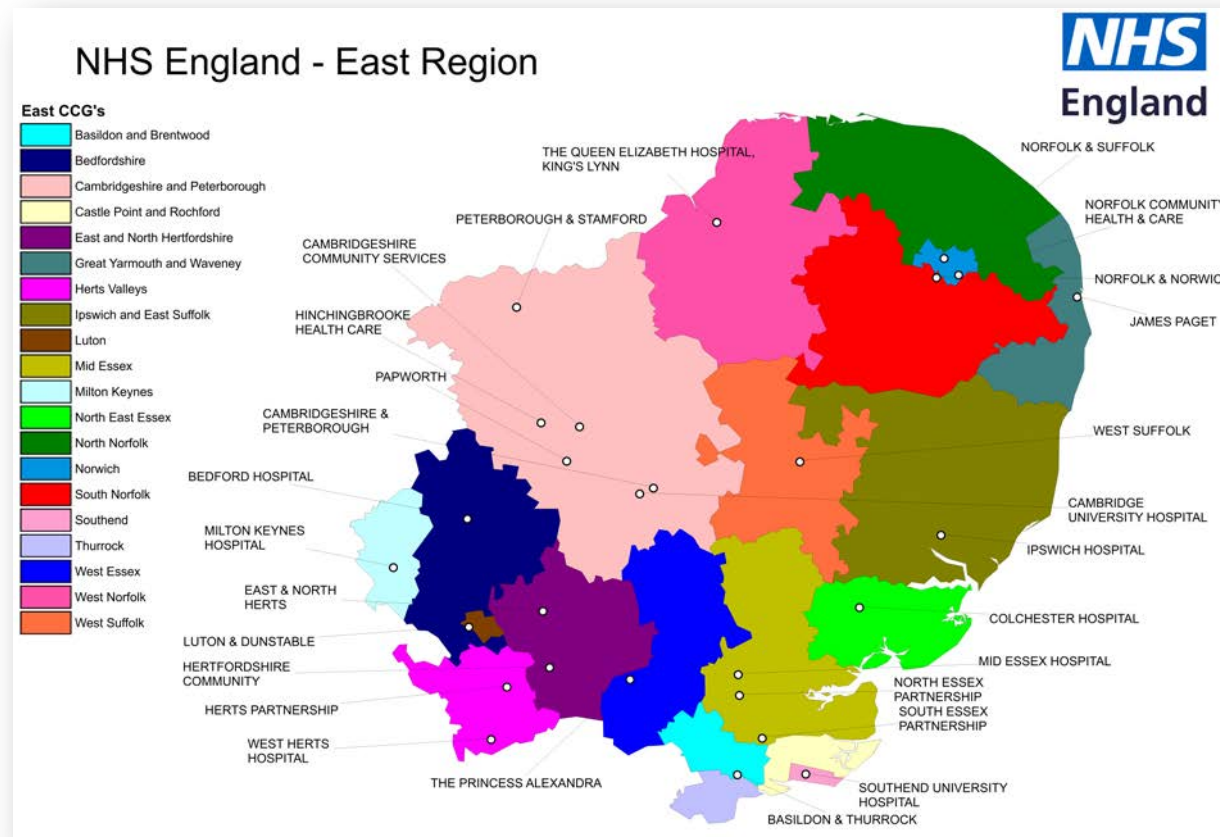 NHS England - East Region
NHS
England
East CCG's
Basildon and Brentwood
Bedfordshire
Cambridgeshire and Peterborough
Castle Point and Rochford
East and North Hertfordshire
Great Yarmouth and Waveney
Herts Valleys
Ipswich and East Suffolk
Luton
Mid Essex
Milton Keynes
North East Essex
North Norfolk
Norwich
South Norfolk
Southend
Thurrock
West Essex
West Norfolk
West Suffolk
THE QUEEN ELIZABETH HOSPITAL,
KING'S LYNN
PETERBOROUGH & STAMFORD
CAMBRIDGESHIRE
COMMUNITY SERVICES
HINCHINGBROOKE
HEALTH CARE
PAPWORTH
CAMBRIDGESHIRE &
PETERBOROUGH
BEDFORD HOSPITAL
MILTON KEYNES
HOSPITAL
EAST & NORTH
HERTS
LUTON & DUNSTABLE
HERTFORDSHIRE
COMMUNITY
HERTS PARTNERSHIP
WEST HERTS
HOSPITAL
THE PRINCESS ALEXANDRA
NORFOLK & SUFFOLK
NORFOLK COMMUNITY
HEALTH & CARE
NORFOLK & NORWIC
JAMES PAGET
WEST SUFFOLK
CAMBRIDGE
UNIVERSITY HOSPITAL
IPSWICH HOSPITAL
COLCHESTER HOSPITAL
MID ESSEX HOSPITAL
NORTH ESSEX
PARTNERSHIP
SOUTH ESSEX
PARTNERSHIP
SOUTHEND UNIVERSITY
HOSPITAL
BASILDON & THURROCK